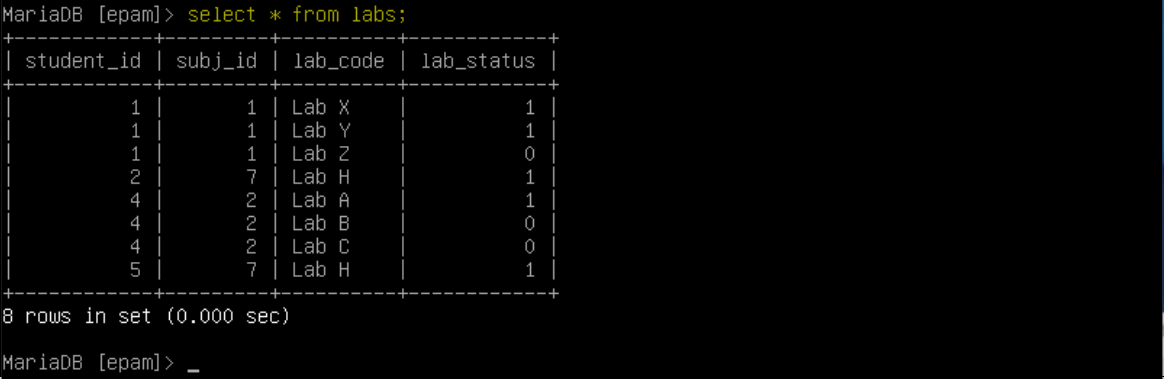 MariaDB [epam]> select * from labs;
+------------+---------+----------+------------+
| student_id | subj_id | lab_code | lab_status |
+------------+---------+----------+------------+
|          1 |       1 | Lab X    |          1 |
|          1 |       1 | Lab Y    |          1 |
|          1 |       1 | Lab Z    |          0 |
|          2 |       7 | Lab H    |          1 |
|          4 |       2 | Lab A    |          1 |
|          4 |       2 | Lab B    |          0 |
|          4 |       2 | Lab C    |          0 |
|          5 |       7 | Lab H    |          1 |
+------------+---------+----------+------------+
8 rows in set (0.000 sec)
MariaDB [epam]> _